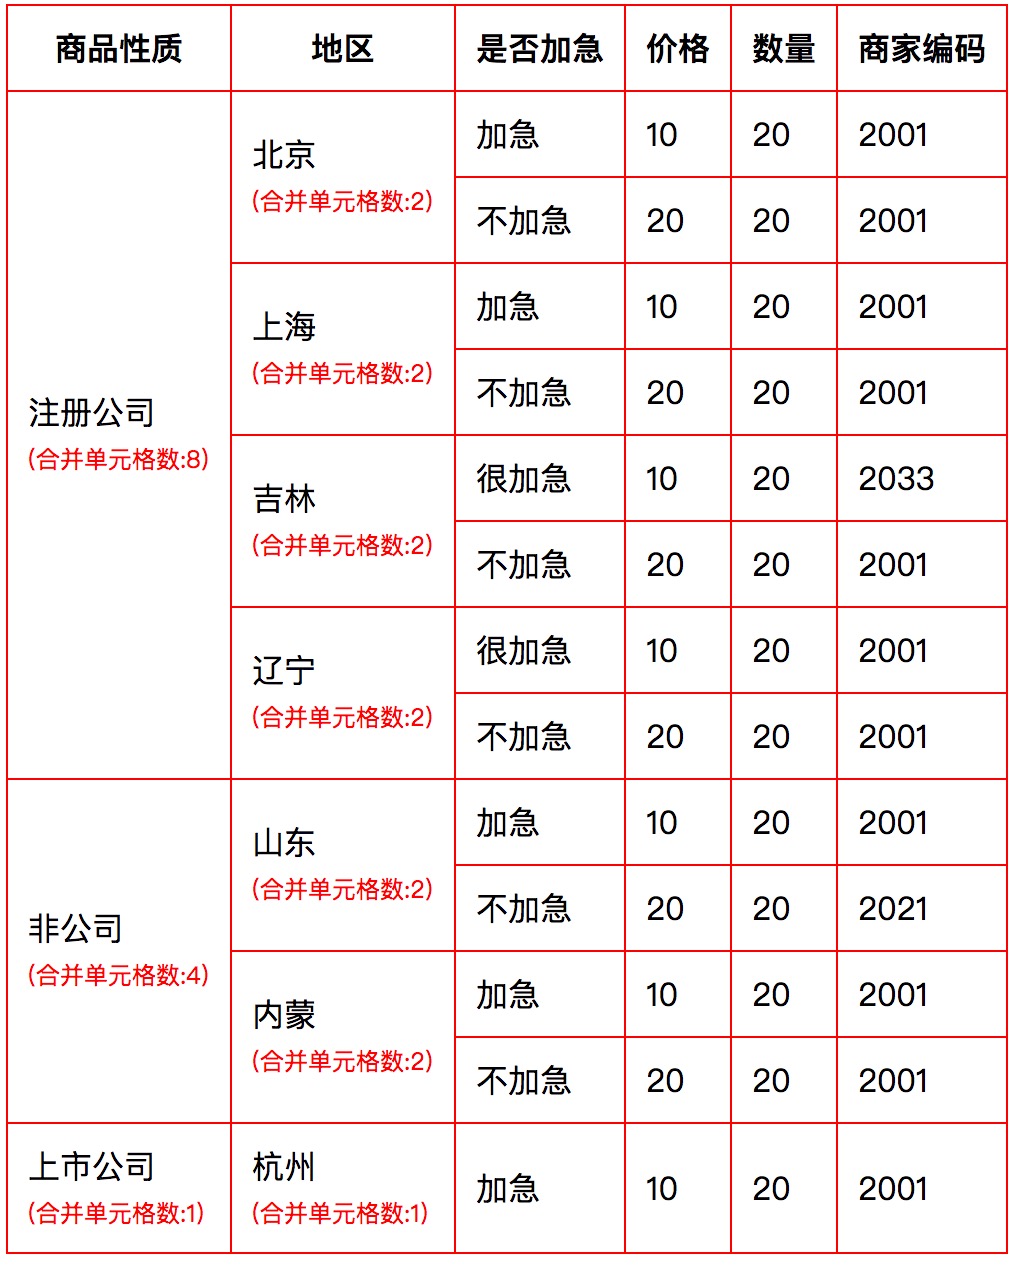 商品性质 地区 是否加急 价格 数量 商家编码
注册公司
(合并单元格数:8)
北京
(合并单元格数:2)
加急 10 20 2001
不加急 20 20 2001
上海
(合并单元格数:2)
加急 10 20 2001
不加急 20 20 2001
吉林
(合并单元格数:2)
很加急 10 20 2033
不加急 20 20 2001
辽宁
(合并单元格数:2)
很加急 10 20 2001
不加急 20 20 2001
非公司
(合并单元格数:4)
山东
(合并单元格数:2)
加急 10 20 2001
不加急 20 20 2021
内蒙
(合并单元格数:2)
加急 10 20 2001
不加急 20 20 2001
上市公司
(合并单元格数:1)
杭州
(合并单元格数:1)
加急 10 20 2001